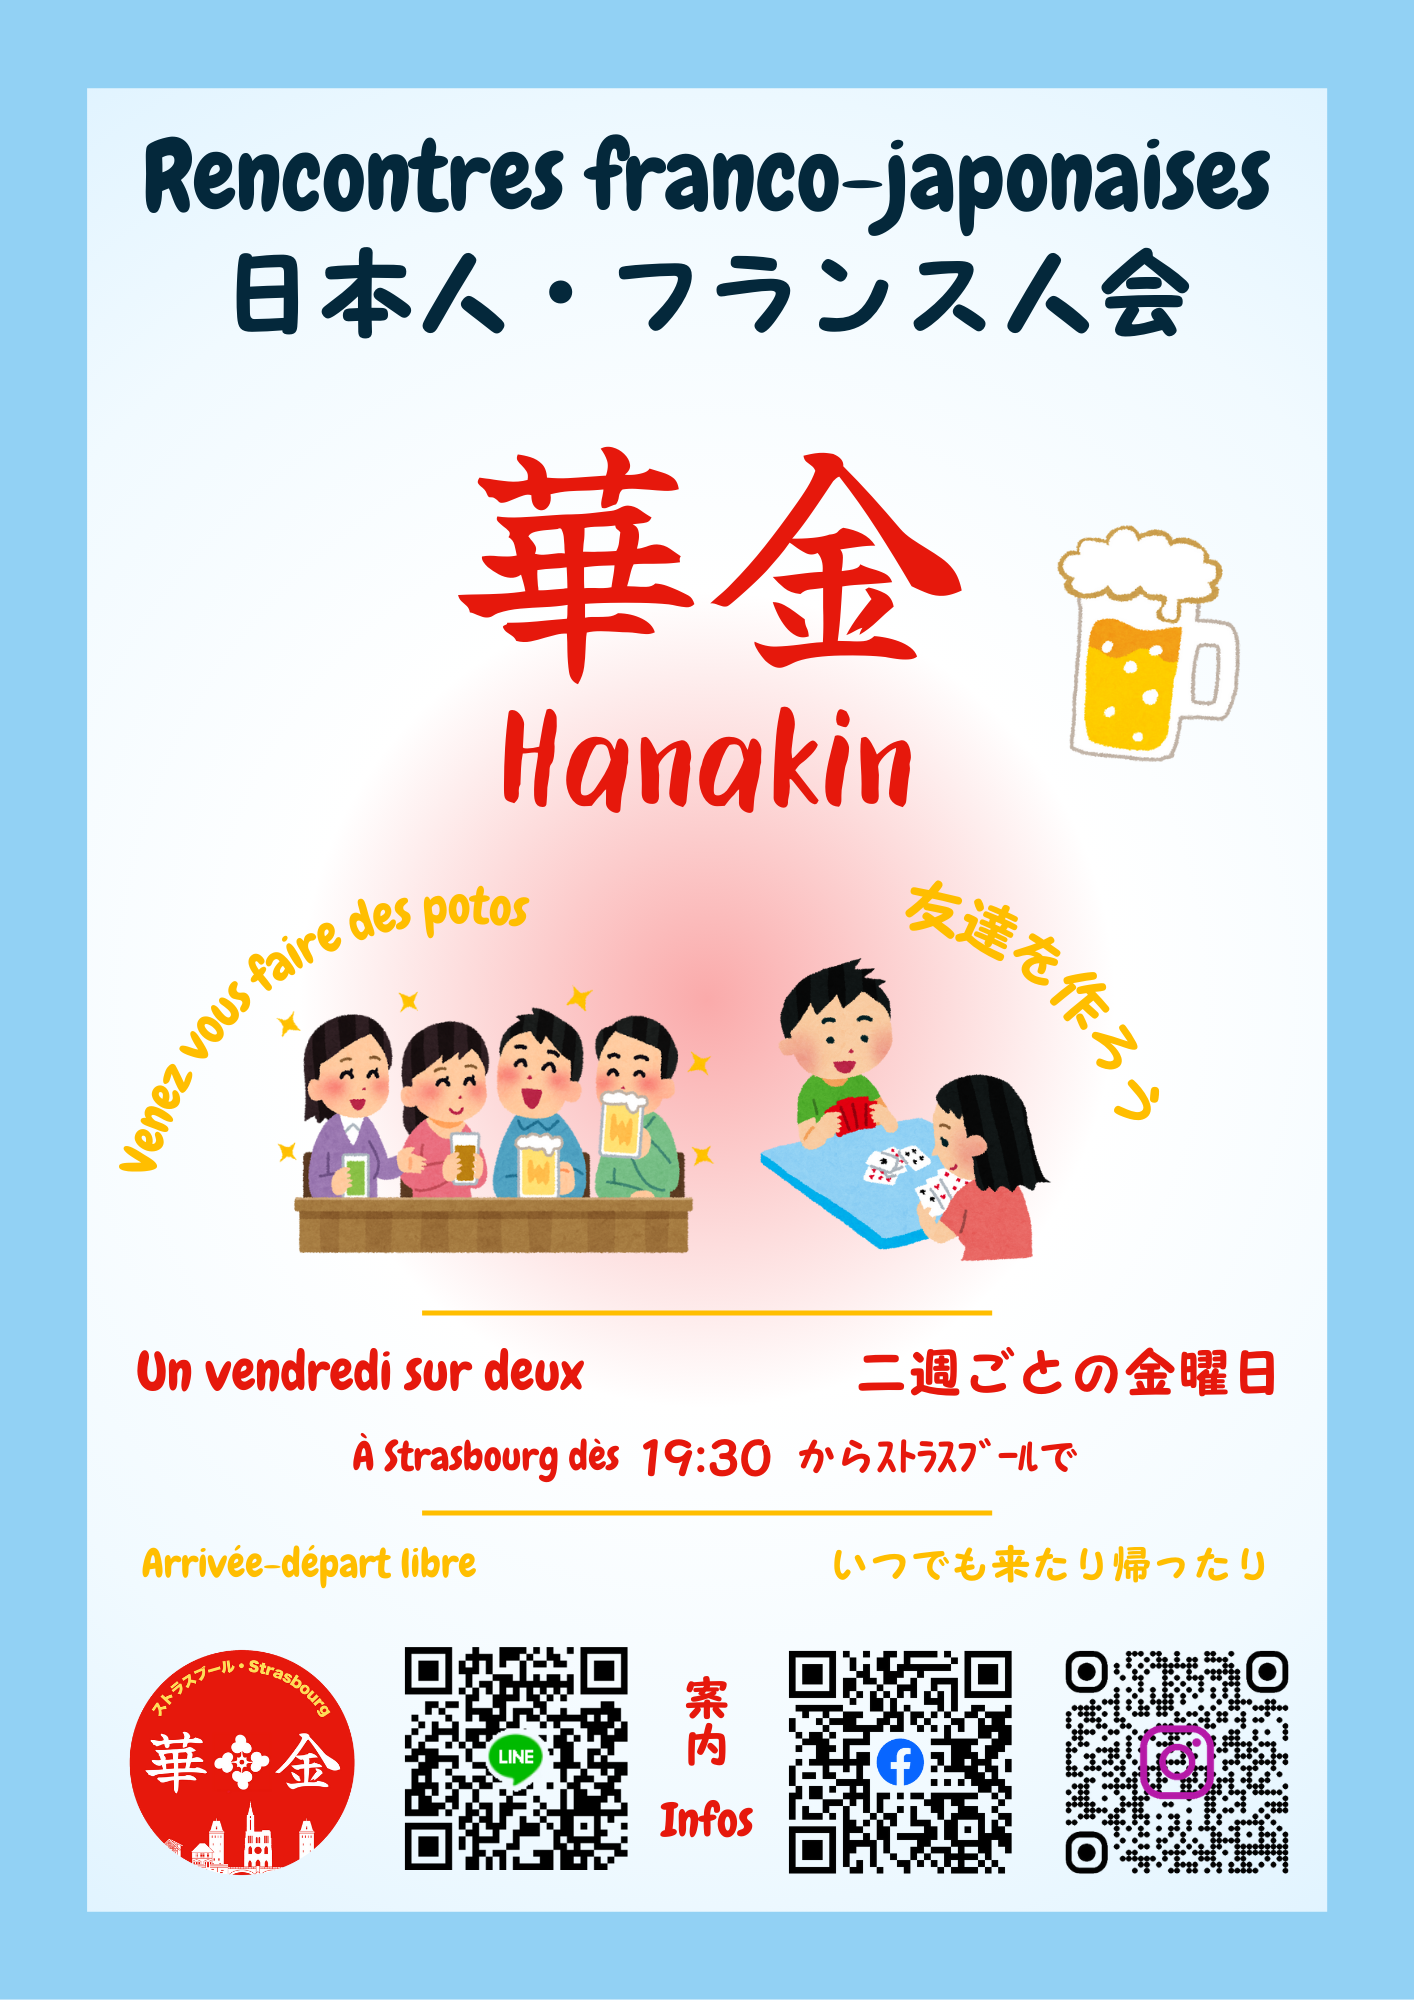 Rencontres franco-japonaises
日本人・フランス人会
華金
Hanakin
Venez vous faire des potos
友達を作ろう
Un vendredi sur deux
二週ごとの金曜日
À Strasbourg dès 19:30 からｽﾄﾗｽﾌﾞｰﾙで
Arrivée-départ libre
いつでも来たり帰ったり
ストラスブール・Strasbourg
華 金
LINE
案内
Infos